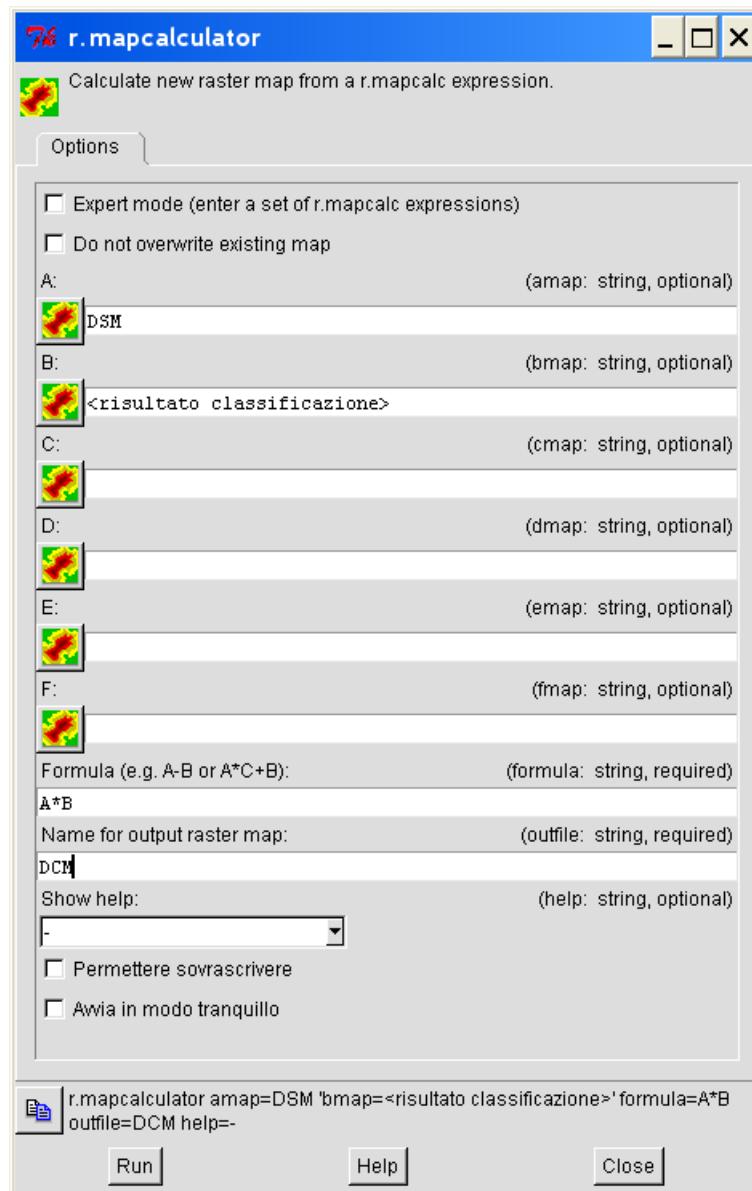 r.mapcalculator
Calculate new raster map from a r.mapcalc expression.
Options
Expert mode (enter a set of r.mapcalc expressions)
Do not overwrite existing map
A: (amap: string, optional)
DSM
B: (bmap: string, optional)
<risultato classificazione>
C: (cmap: string, optional)
D: (dmap: string, optional)
E: (emap: string, optional)
F: (fmap: string, optional)
Formula (e.g. A-B or A*C+B): (formula: string, required)
A*B
Name for output raster map: (outfile: string, required)
DCM
Show help: (help: string, optional)
-
Permettere sovrascrivere
Avvia in modo tranquillo
r.mapcalculator amap=DSM 'bmap=<risultato classificazione>' formula=A*B
outfile=DCM help=-
Run Help Close